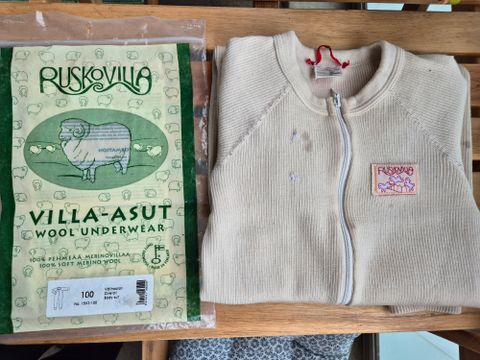 RUSKOVILLA
VILLA-ASUT
WOOL UNDERWEAR
100% PEHMEÄÄ MERINOVILLAA
100% SOFT MERINO WOOL
100
RUSKOVILLA